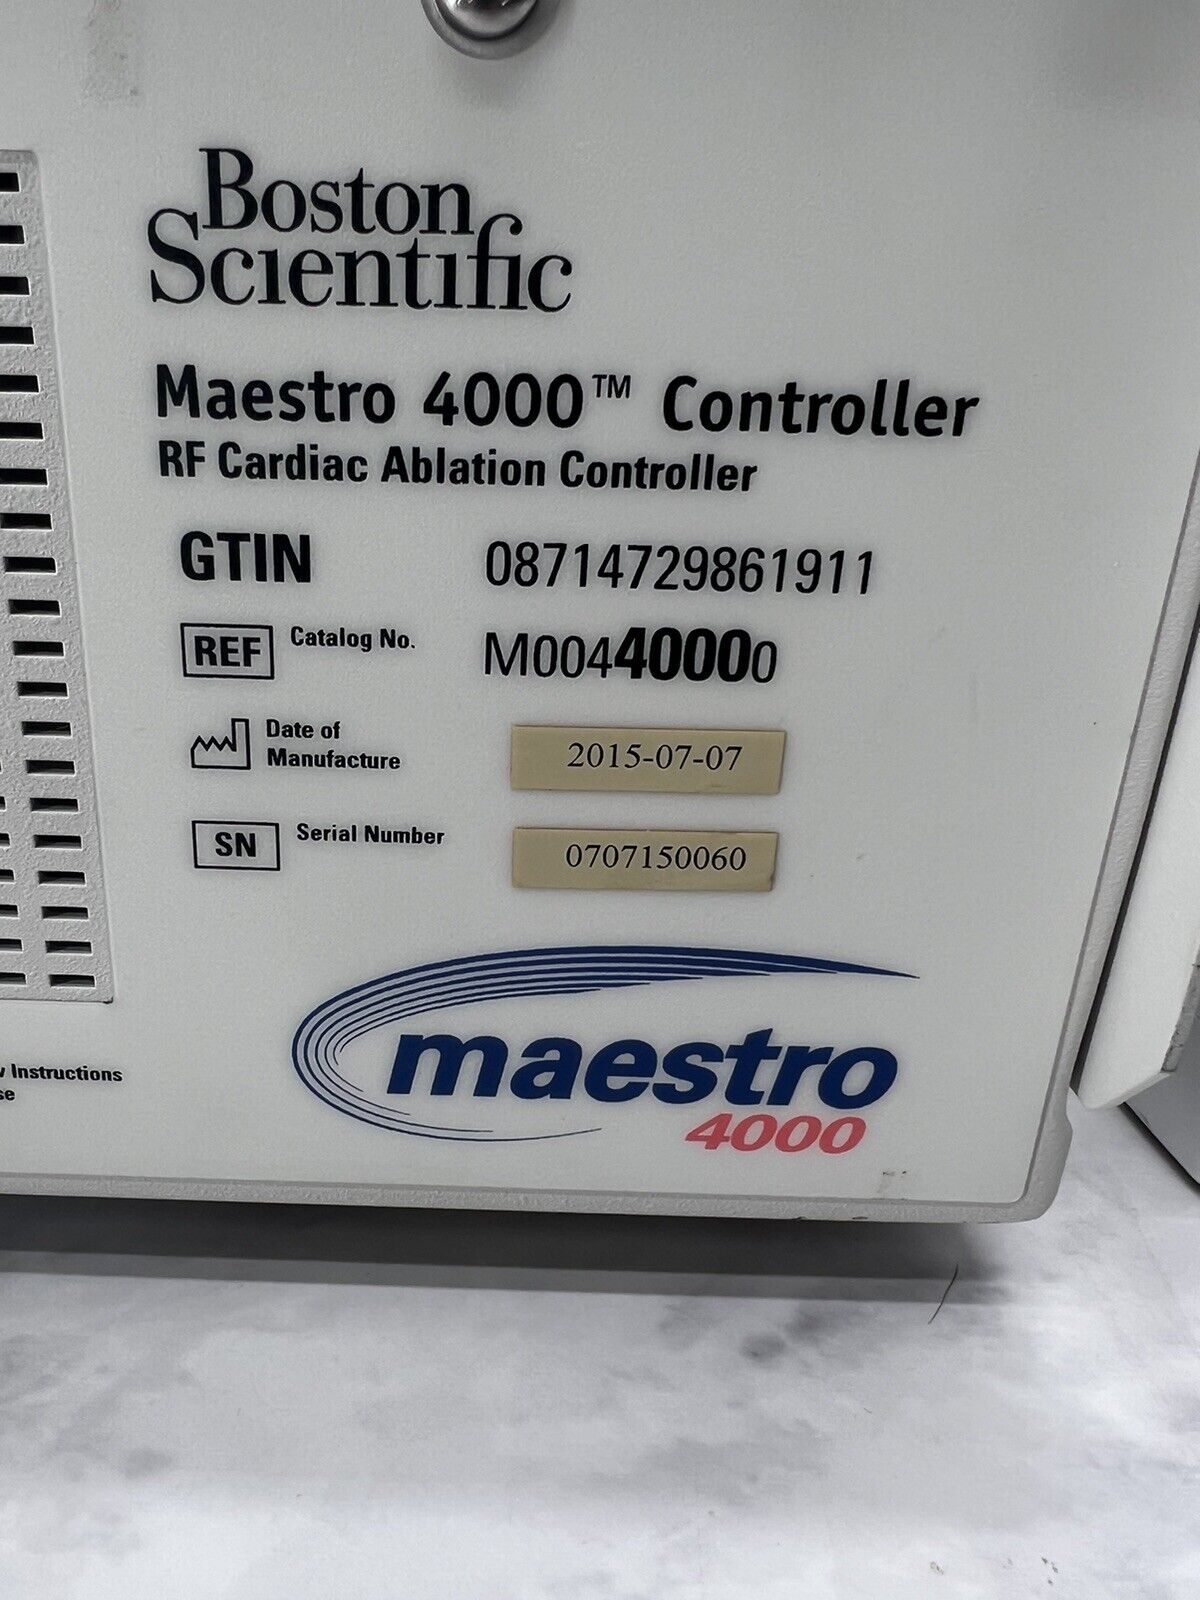 Boston
Scientific
Maestro 4000™ Controller
RF Cardiac Ablation Controller
GTIN 08714729861911
REF Catalog No. M00440000
Date of
Manufacture 2015-07-07
SN Serial Number 0707150060
Instructions
maestro
4000